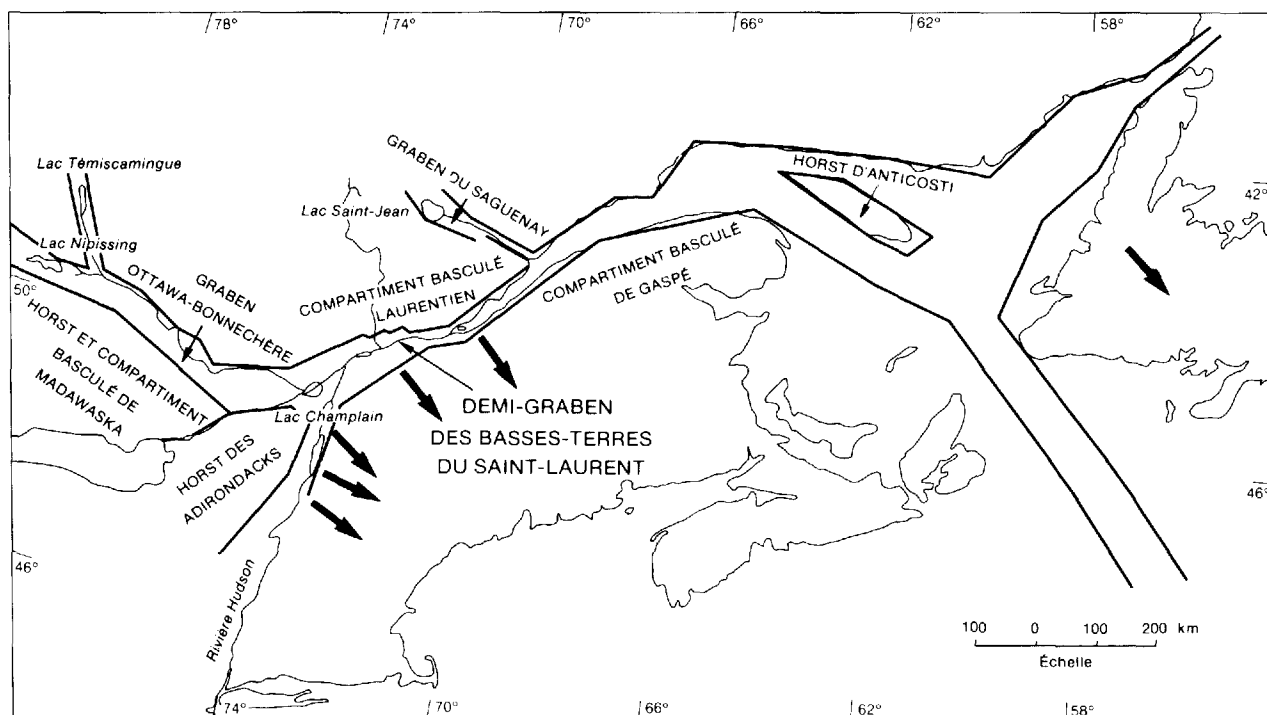 78°
74°
70°
66°
62°
58°
Lac Témiscamingue
Lac Saint-Jean
GRABEN DU SAGUENAY
HORST D'ANTICOSTI
42°
Lac Nipissing
GRABEN
OTTAWA-BONNECHÈRE
COMPARTIMENT BASCULÉ
LAURENTIEN
COMPARTIMENT BASCULÉ
DE GASPÉ
50°
HORST ET COMPARTIMENT
BASCULÉ DE
MADAWASKA
Lac Champlain
DEMI-GRABEN
DES BASSES-TERRES
DU SAINT-LAURENT
HORST DES
ADIRONDACKS
46°
46°
Rivière Hudson
100 0 100 200 km
Échelle
74°
70°
66°
62°
58°